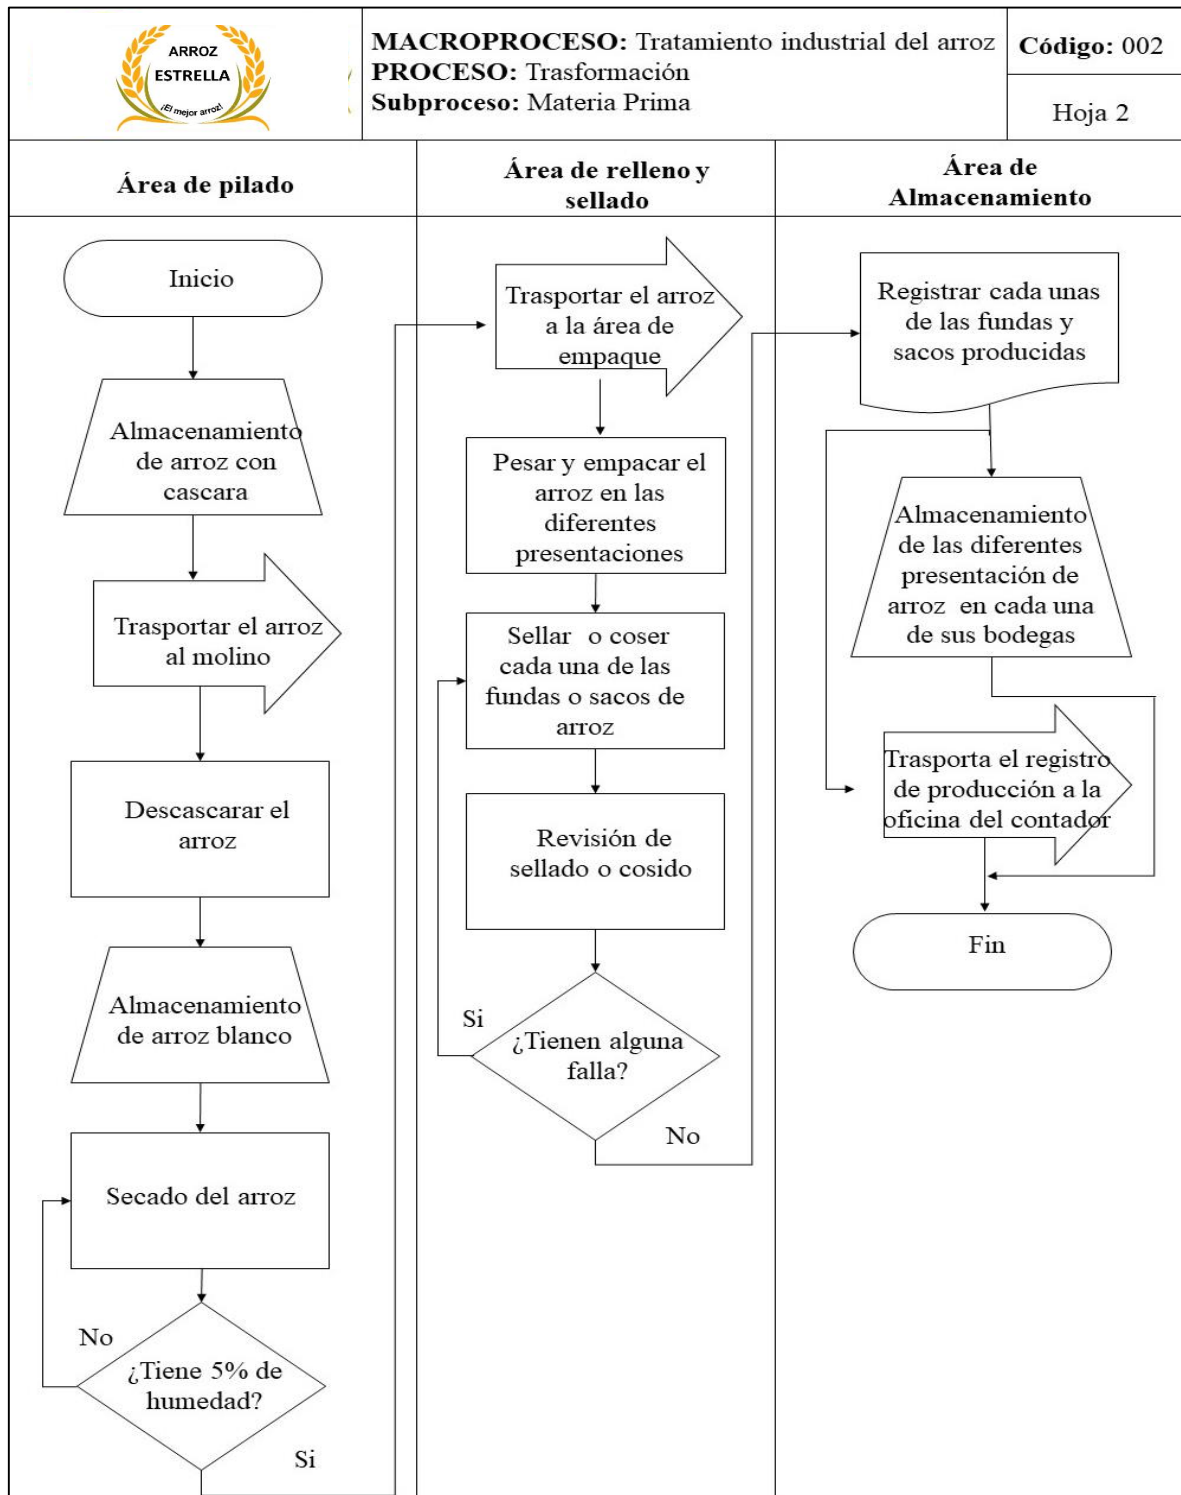 ARROZ
ESTRELLA
¡El mejor arroz!
MACROPROCESO: Tratamiento industrial del arroz
PROCESO: Trasformación
Subproceso: Materia Prima
Código: 002
Hoja 2
Área de pilado
Área de relleno y
sellado
Área de
Almacenamiento
Inicio
Almacenamiento
de arroz con
cascara
Trasportar el arroz
al molino
Descascarar el
arroz
Almacenamiento
de arroz blanco
Secado del arroz
No
¿Tiene 5% de
humedad?
Si
Trasportar el arroz
a la área de
empaque
Pesar y empacar el
arroz en las
diferentes
presentaciones
Sellar o coser
cada una de las
fundas o sacos de
arroz
Revisión de
sellado o cosido
Si
¿Tienen alguna
falla?
No
Registrar cada unas
de las fundas y
sacos producidas
Almacenamiento
de las diferentes
presentación de
arroz en cada una
de sus bodegas
Trasporta el registro
de producción a la
oficina del contador
Fin